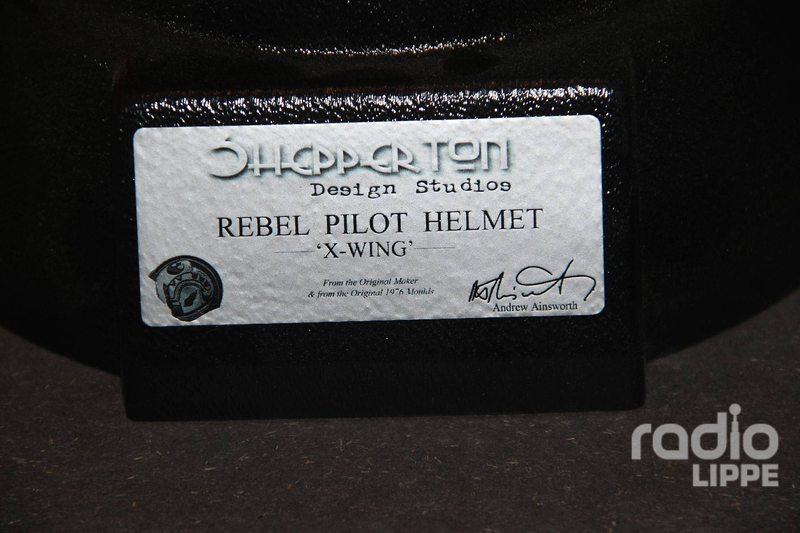 SHEPPERTON
Design Studios
REBEL PILOT HELMET
'X-WING'
From the Original Maker
& from the Original 1976 Moulds
Andrew Ainsworth
radio
LIPPE